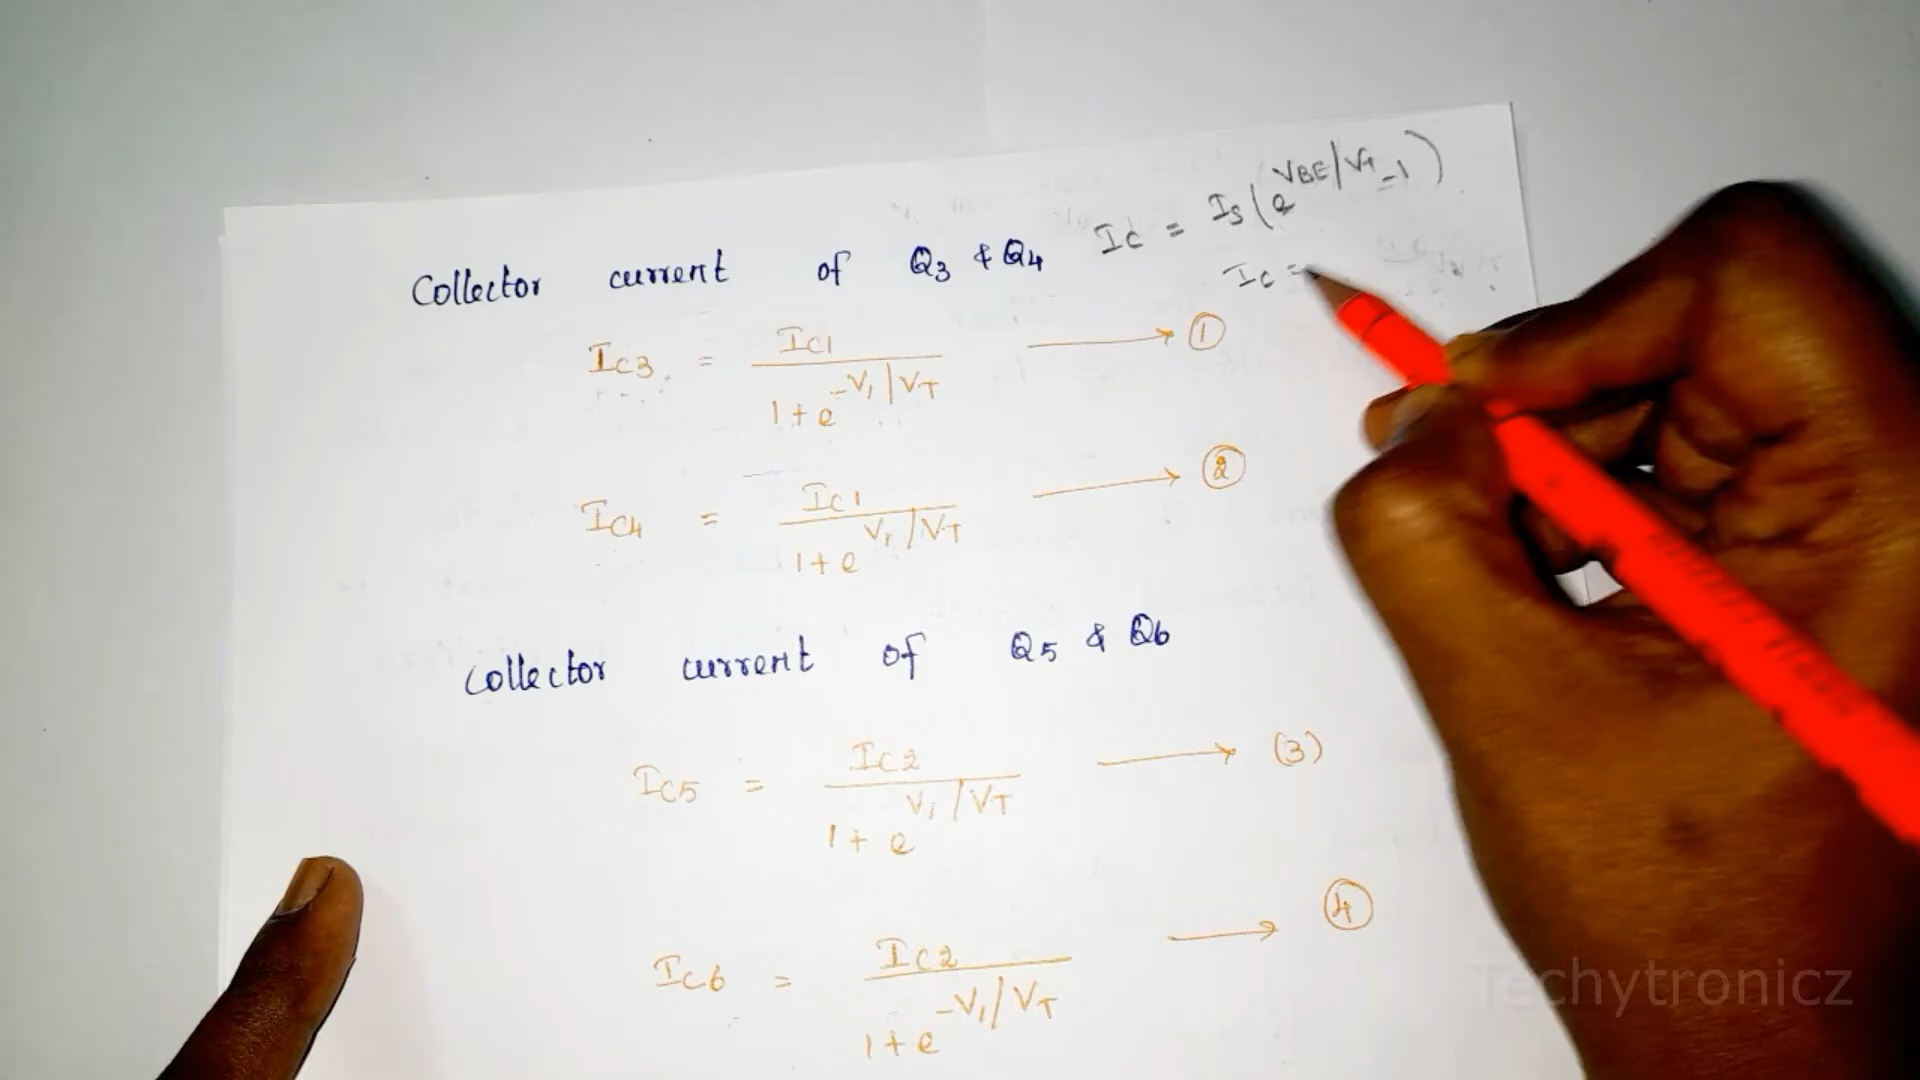 Collector current of Q3 & Q4
IC = IS (e^VBE/VT -1)
IC =
IC3 = IC1 / (1+e^-V1/VT) → ①
IC4 = IC1 / (1+e^V1/VT) → ②
Collector current of Q5 & Q6
IC5 = IC2 / (1+e^V1/VT) → (3)
IC6 = IC2 / (1+e^-V1/VT) → ④
Techytronicz